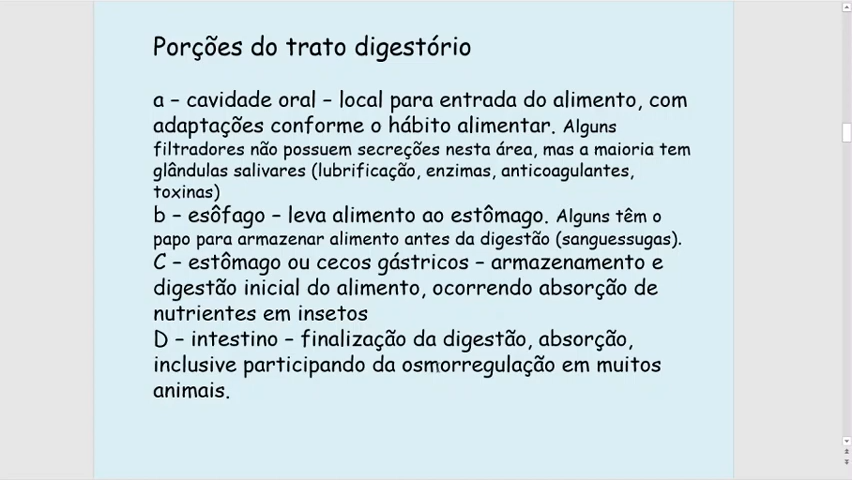 Porções do trato digestório
a – cavidade oral – local para entrada do alimento, com
adaptações conforme o hábito alimentar. Alguns
filtradores não possuem secreções nesta área, mas a maioria tem
glândulas salivares (lubrificação, enzimas, anticoagulantes,
toxinas)
b – esôfago – leva alimento ao estômago. Alguns têm o
papo para armazenar alimento antes da digestão (sanguessugas).
C – estômago ou cecos gástricos – armazenamento e
digestão inicial do alimento, ocorrendo absorção de
nutrientes em insetos
D – intestino – finalização da digestão, absorção,
inclusive participando da osmorregulação em muitos
animais.